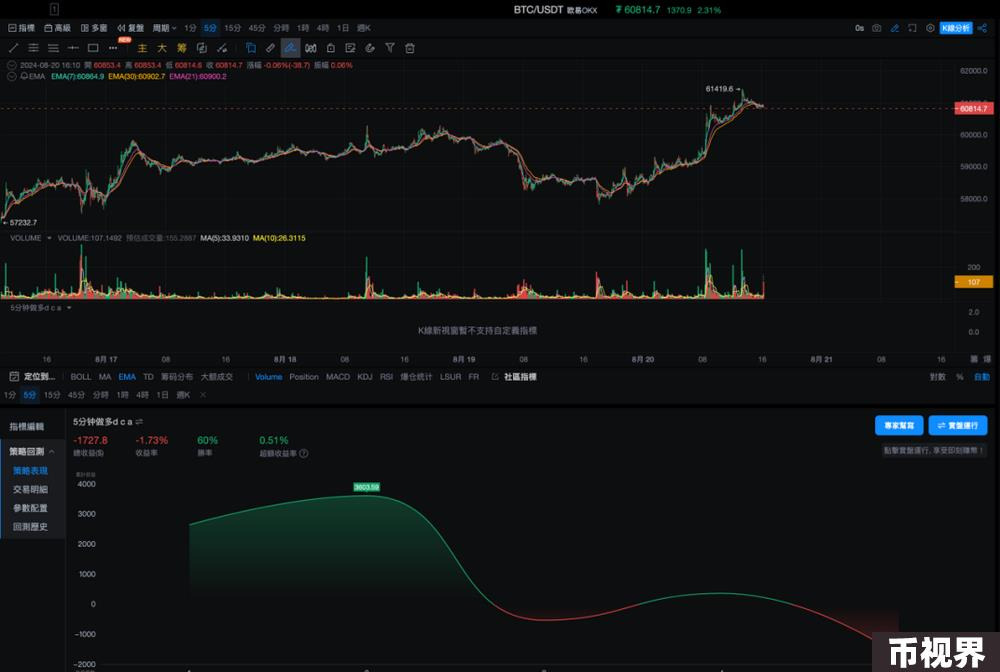 1 BTC/USDT 歐易OKX ₮60814.7 1370.9 2.31%
指標 高級 多窗 復盤 周期 1分 5分 15分 45分 分時 1時 4時 1日 週K 0s K線分析
NEW 主 大 筹
2024-08-20 16:10 開 60853.4 高 60853.4 低 60814.6 收 60814.7 漲幅 -0.06%(-38.7) 振幅 0.06%
EMA EMA(7):60864.9 EMA(30):60902.7 EMA(21):60900.2
62000.0
61419.6
60814.7
60000.0
59000.0
58000.0
57232.7
VOLUME VOLUME:107.1492 預估成交量:155.2887 MA(5):33.9310 MA(10):26.3115
200
107
5分钟做多d c a
2.0
K線新視窗暫不支持自定義指標
0.0
16 8月 17 08 16 8月 18 08 16 8月 19 08 16 8月 20 08 16 8月 21 08 16
定位到... BOLL MA EMA TD 筹码分布 大額成交 Volume Position MACD KDJ RSI 爆仓统计 LSUR FR 社區指標 對數 % 自動
1分 5分 15分 45分 分時 1時 4時 1日 週K
指標編輯
5分钟做多d c a
專家幫寫 實盤運行
-1727.8 -1.73% 60% 0.51%
總收益($) 收益率 勝率 超額收益率
點擊實盤運行, 享受即刻賺幣！
策略回測
策略表現
交易明細
參數配置
回測歷史
累計收益
4000
3603.59
3000
2000
1000
0
-1000
-2000
币视界